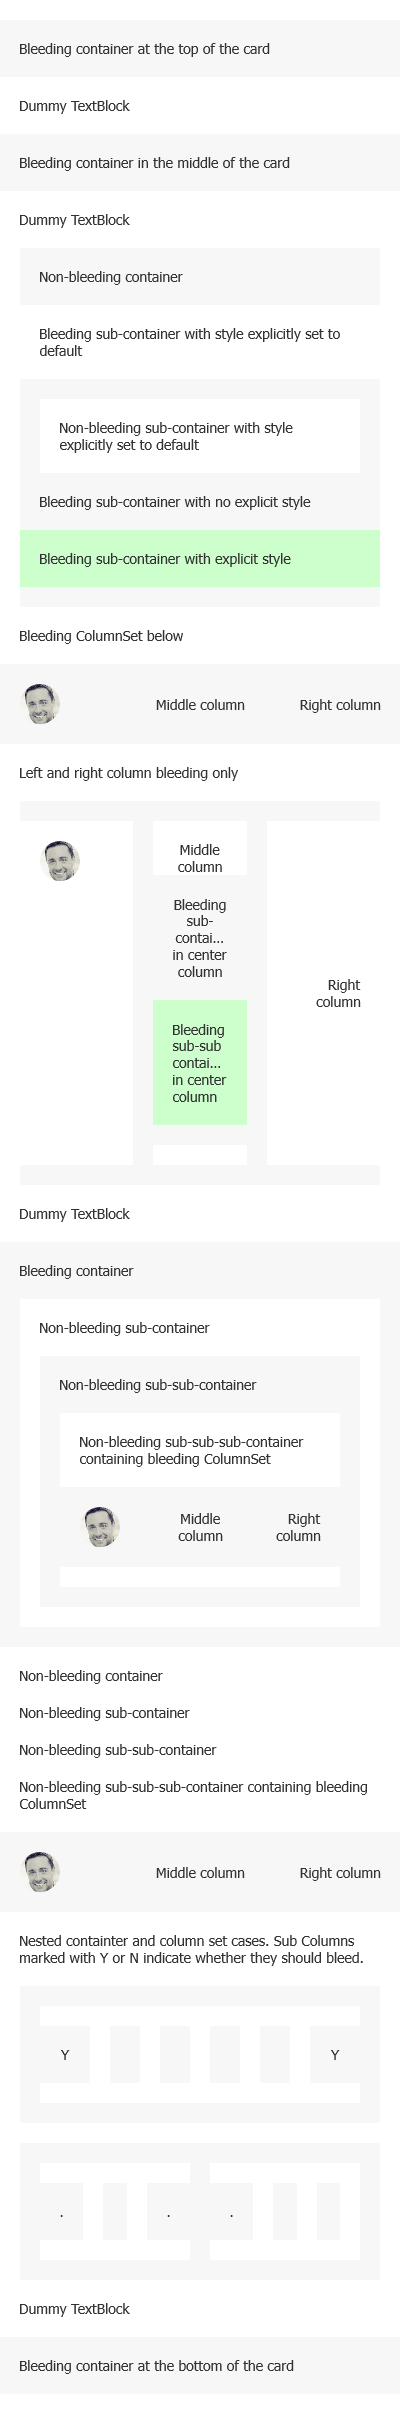 Bleeding container at the top of the card
Dummy TextBlock
Bleeding container in the middle of the card
Dummy TextBlock
Non-bleeding container
Bleeding sub-container with style explicitly set to
default
Non-bleeding sub-container with style
explicitly set to default
Bleeding sub-container with no explicit style
Bleeding sub-container with explicit style
Bleeding ColumnSet below
Middle column
Right column
Left and right column bleeding only
Middle
column
Bleeding
sub-
contai...
in center
column
Bleeding
sub-sub
contai...
in center
column
Right
column
Dummy TextBlock
Bleeding container
Non-bleeding sub-container
Non-bleeding sub-sub-container
Non-bleeding sub-sub-sub-container
containing bleeding ColumnSet
Middle
column
Right
column
Non-bleeding container
Non-bleeding sub-container
Non-bleeding sub-sub-container
Non-bleeding sub-sub-sub-container containing bleeding
ColumnSet
Middle column
Right column
Nested containter and column set cases. Sub Columns
marked with Y or N indicate whether they should bleed.
Y
Y
.
.
.
Dummy TextBlock
Bleeding container at the bottom of the card